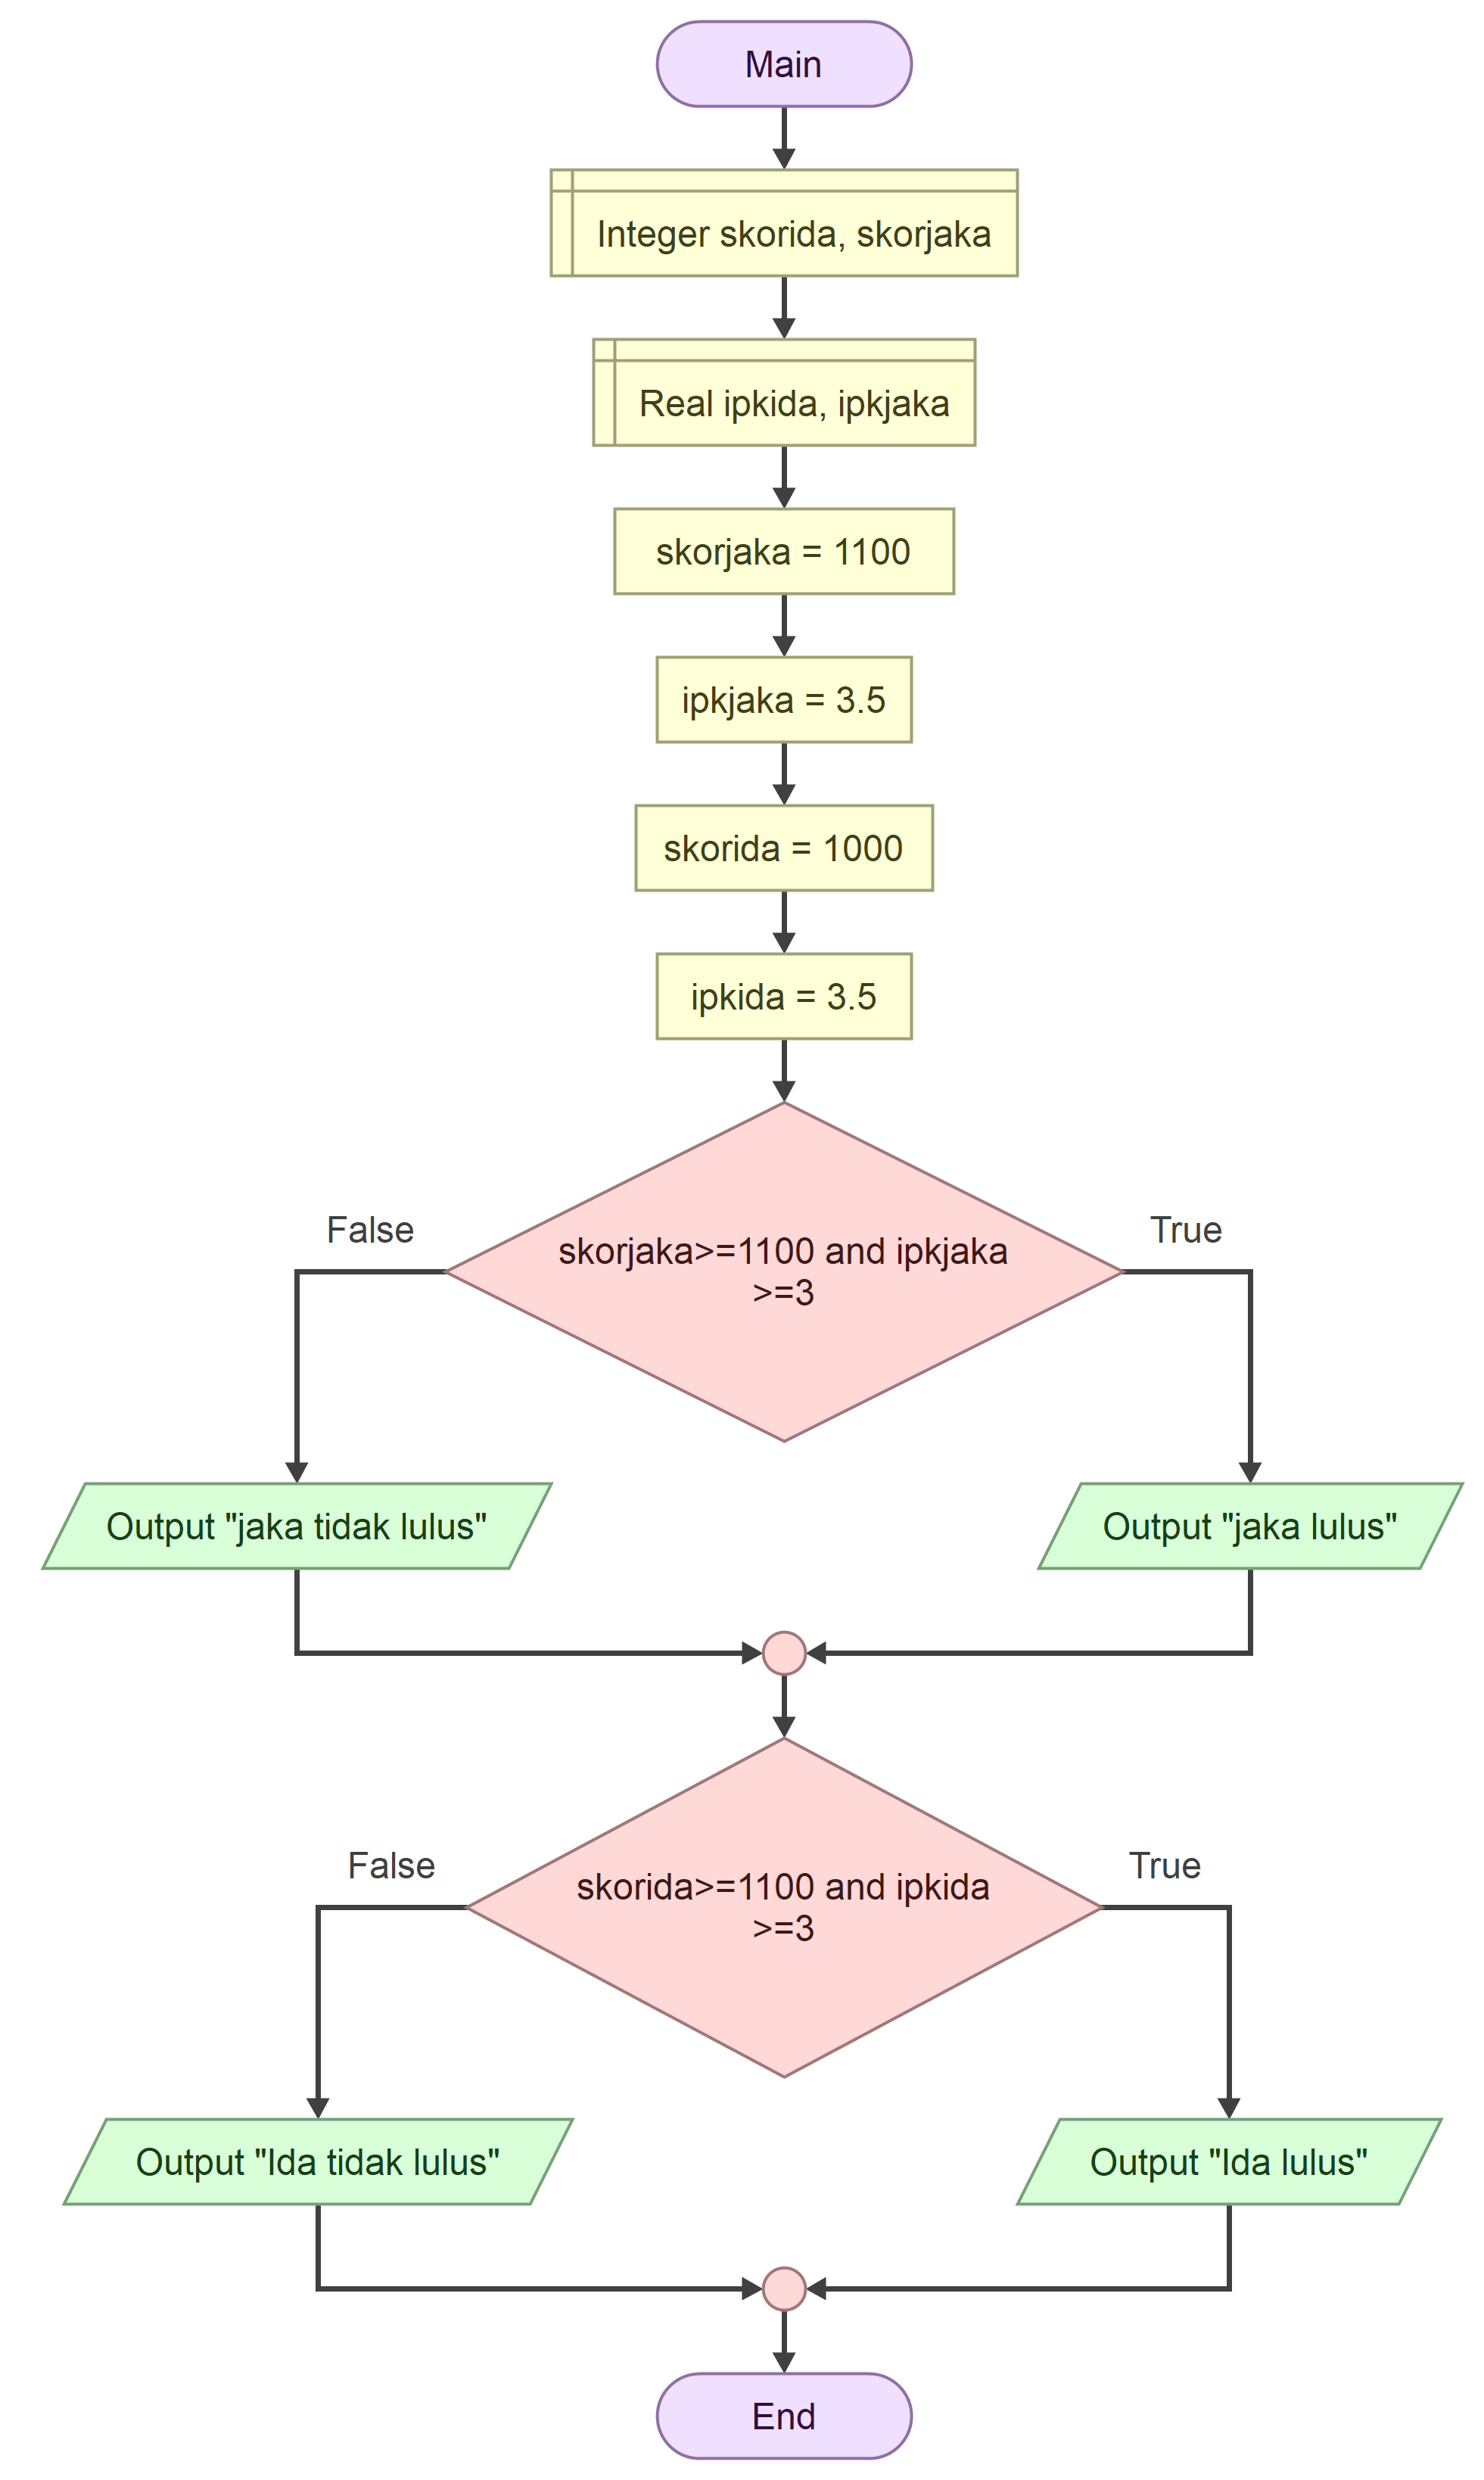 Main
Integer skorida, skorjaka
Real ipkida, ipkjaka
skorjaka = 1100
ipkjaka = 3.5
skorida = 1000
ipkida = 3.5
False
True
skorjaka>=1100 and ipkjaka
>=3
Output "jaka tidak lulus"
Output "jaka lulus"
False
True
skorida>=1100 and ipkida
>=3
Output "Ida tidak lulus"
Output "Ida lulus"
End